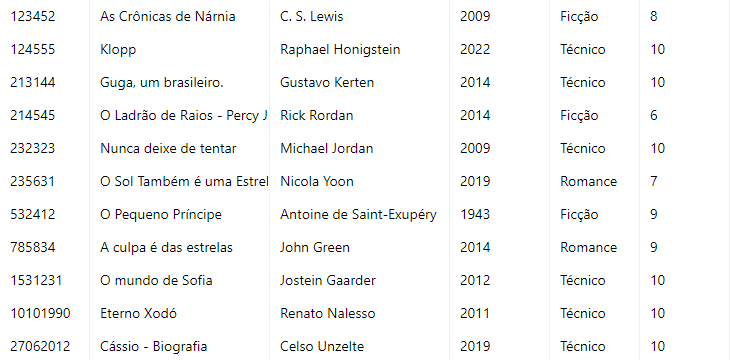 123452 As Crônicas de Nárnia C. S. Lewis 2009 Ficção 8
124555 Klopp Raphael Honigstein 2022 Técnico 10
213144 Guga, um brasileiro. Gustavo Kerten 2014 Técnico 10
214545 O Ladrão de Raios - Percy J Rick Rordan 2014 Ficção 6
232323 Nunca deixe de tentar Michael Jordan 2009 Técnico 10
235631 O Sol Também é uma Estrel Nicola Yoon 2019 Romance 7
532412 O Pequeno Príncipe Antoine de Saint-Exupéry 1943 Ficção 9
785834 A culpa é das estrelas John Green 2014 Romance 9
1531231 O mundo de Sofia Jostein Gaarder 2012 Técnico 10
10101990 Eterno Xodó Renato Nalesso 2011 Técnico 10
27062012 Cássio - Biografia Celso Unzelte 2019 Técnico 10